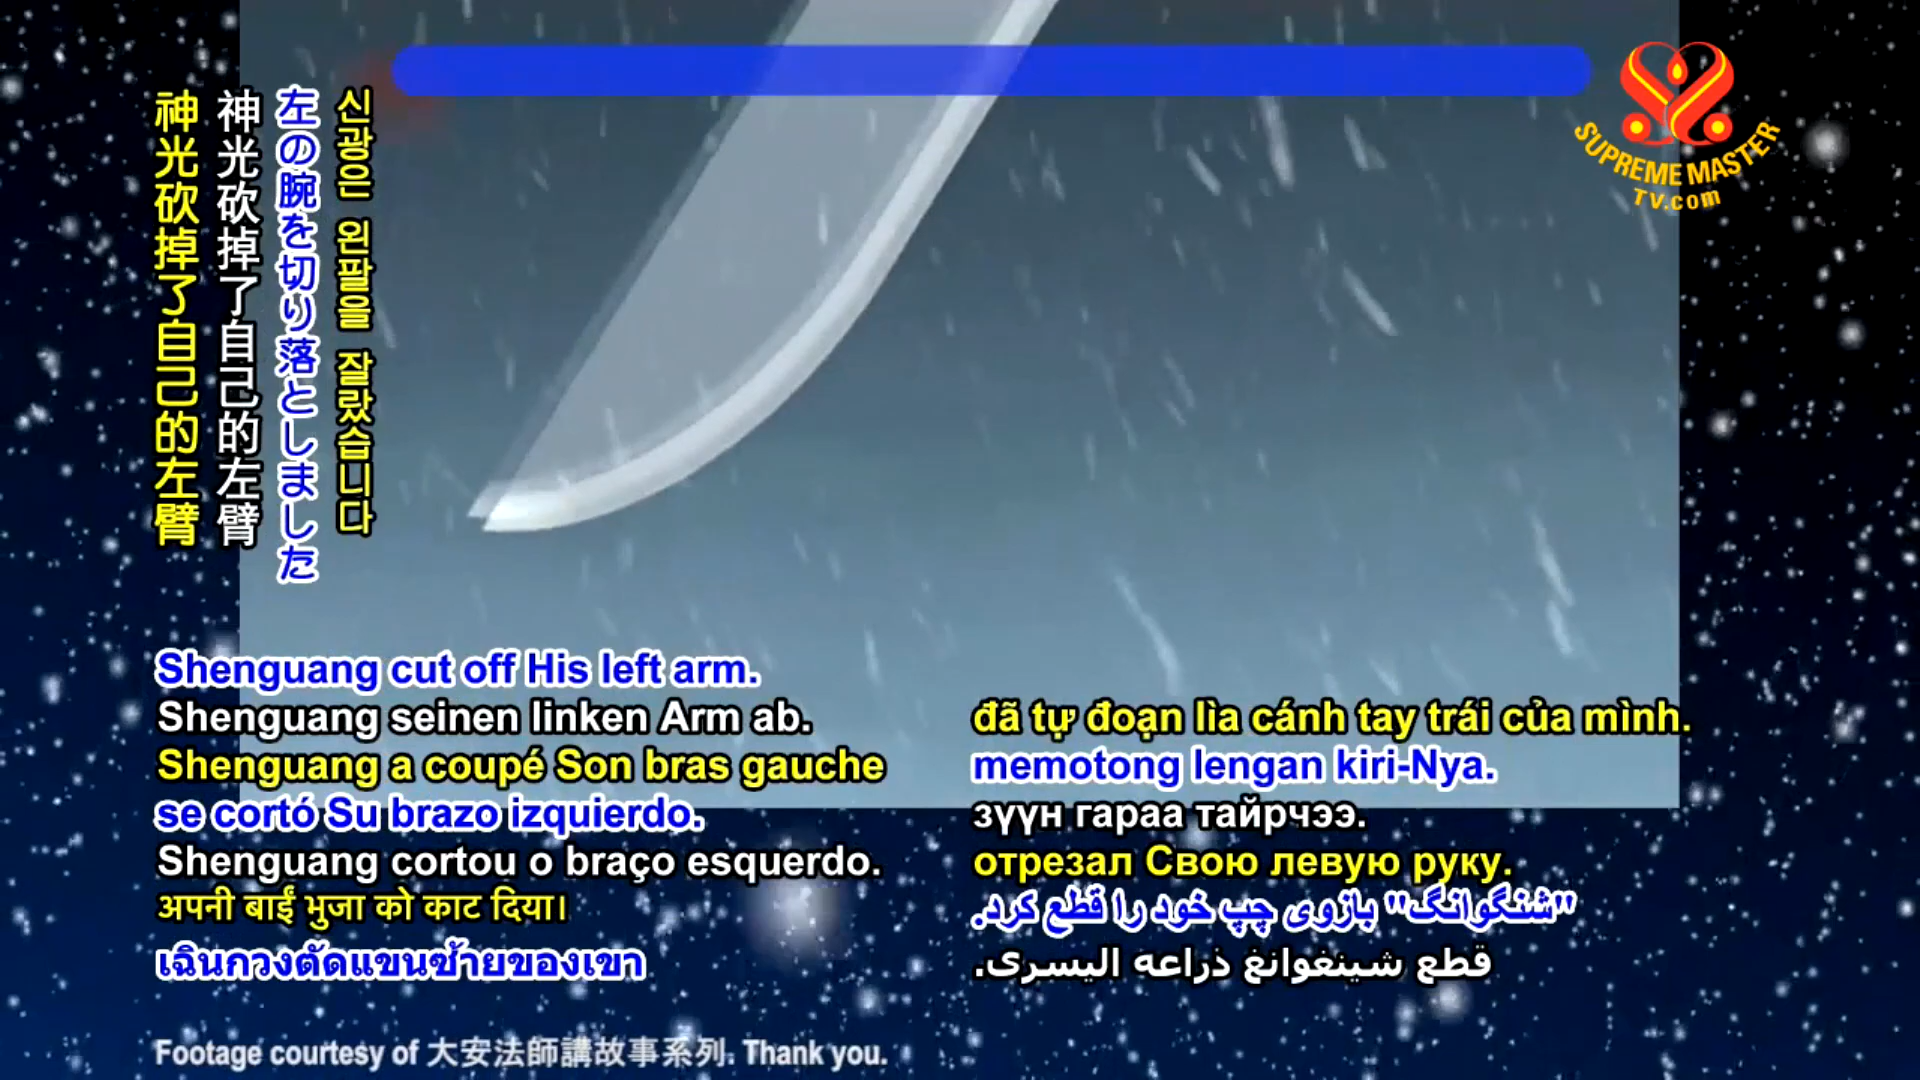 SUPREME MASTER
TV.com
神光砍掉了自己的左臂
神光砍掉了自己的左臂
左の腕を切り落としました
신광은 왼팔을 잘랐습니다
Shenguang cut off His left arm.
Shenguang seinen linken Arm ab.
Shenguang a coupé Son bras gauche
se cortó Su brazo izquierdo.
Shenguang cortou o braço esquerdo.
अपनी बाईं भुजा को काट दिया।
เฉินกวงตัดแขนซ้ายของเขา
đã tự đoạn lìa cánh tay trái của mình.
memotong lengan kiri-Nya.
зүүн гараа тайрчээ.
отрезал Свою левую руку.
"شنگوانگ" بازوی چپ خود را قطع کرد.
قطع شينغوانغ ذراعه اليسرى.
Footage courtesy of 大安法師講故事系列. Thank you.